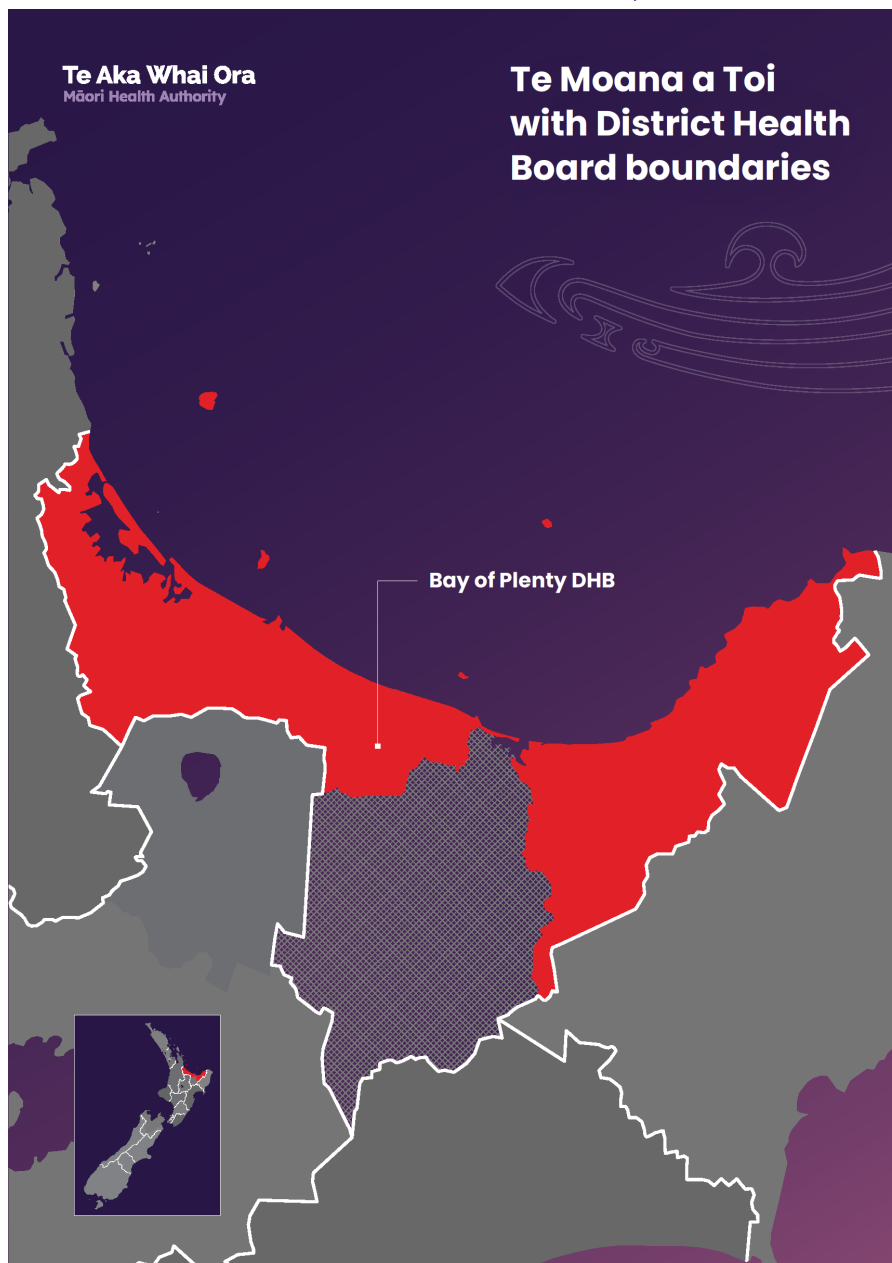 Te Aka Whai Ora
Māori Health Authority
Te Moana a Toi
with District Health
Board boundaries
Bay of Plenty DHB